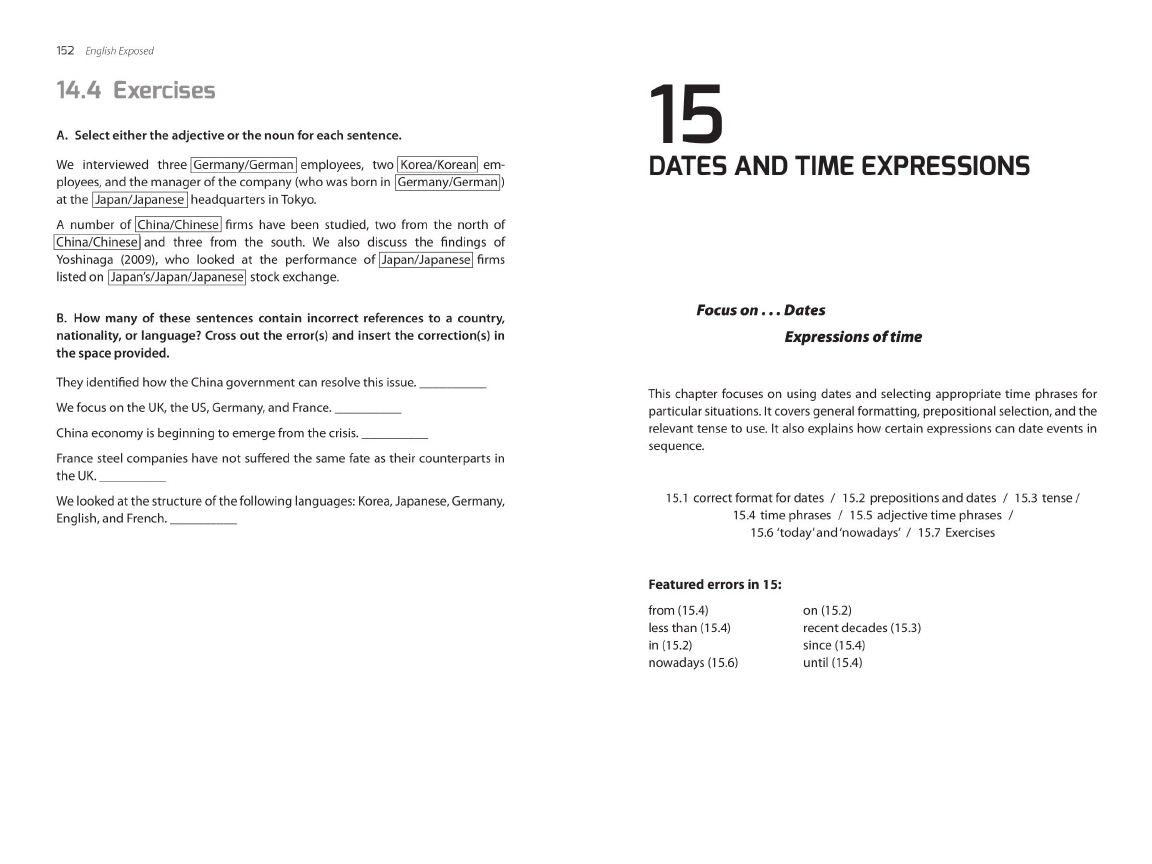 152 English Exposed
14.4 Exercises
A. Select either the adjective or the noun for each sentence.
We interviewed three Germany/German employees, two Korea/Korean em-
ployees, and the manager of the company (who was born in Germany/German)
at the Japan/Japanese headquarters in Tokyo.
A number of China/Chinese firms have been studied, two from the north of
China/Chinese and three from the south. We also discuss the findings of
Yoshinaga (2009), who looked at the performance of Japan/Japanese firms
listed on Japan's/Japan/Japanese stock exchange.
B. How many of these sentences contain incorrect references to a country,
nationality, or language? Cross out the error(s) and insert the correction(s) in
the space provided.
They identified how the China government can resolve this issue. __________
We focus on the UK, the US, Germany, and France. __________
China economy is beginning to emerge from the crisis. __________
France steel companies have not suffered the same fate as their counterparts in
the UK. __________
We looked at the structure of the following languages: Korea, Japanese, Germany,
English, and French. __________
15
DATES AND TIME EXPRESSIONS
Focus on . . . Dates
Expressions of time
This chapter focuses on using dates and selecting appropriate time phrases for
particular situations. It covers general formatting, prepositional selection, and the
relevant tense to use. It also explains how certain expressions can date events in
sequence.
15.1 correct format for dates / 15.2 prepositions and dates / 15.3 tense /
15.4 time phrases / 15.5 adjective time phrases /
15.6 'today' and 'nowadays' / 15.7 Exercises
Featured errors in 15:
from (15.4) on (15.2)
less than (15.4) recent decades (15.3)
in (15.2) since (15.4)
nowadays (15.6) until (15.4)